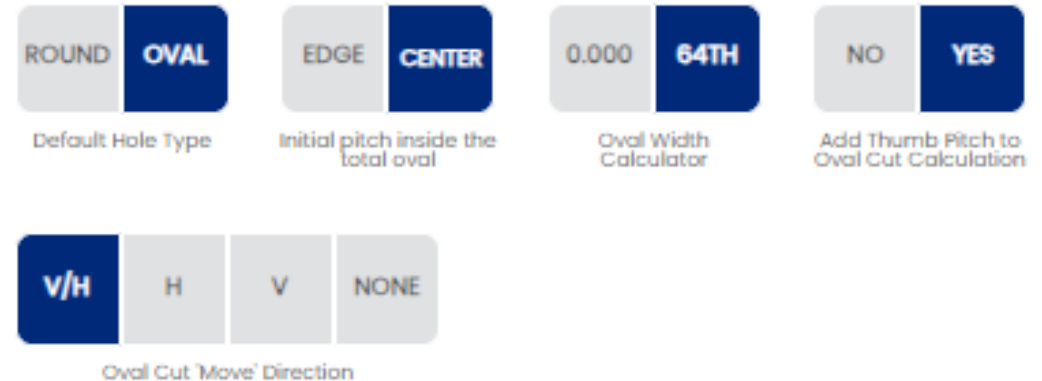 ROUND OVAL EDGE CENTER 0.000 64TH NO YES
Default Hole Type Initial pitch inside the Oval Width Add Thumb Pitch to
total oval Calculator Oval Cut Calculation
V/H H V NONE
Oval Cut 'Move' Direction